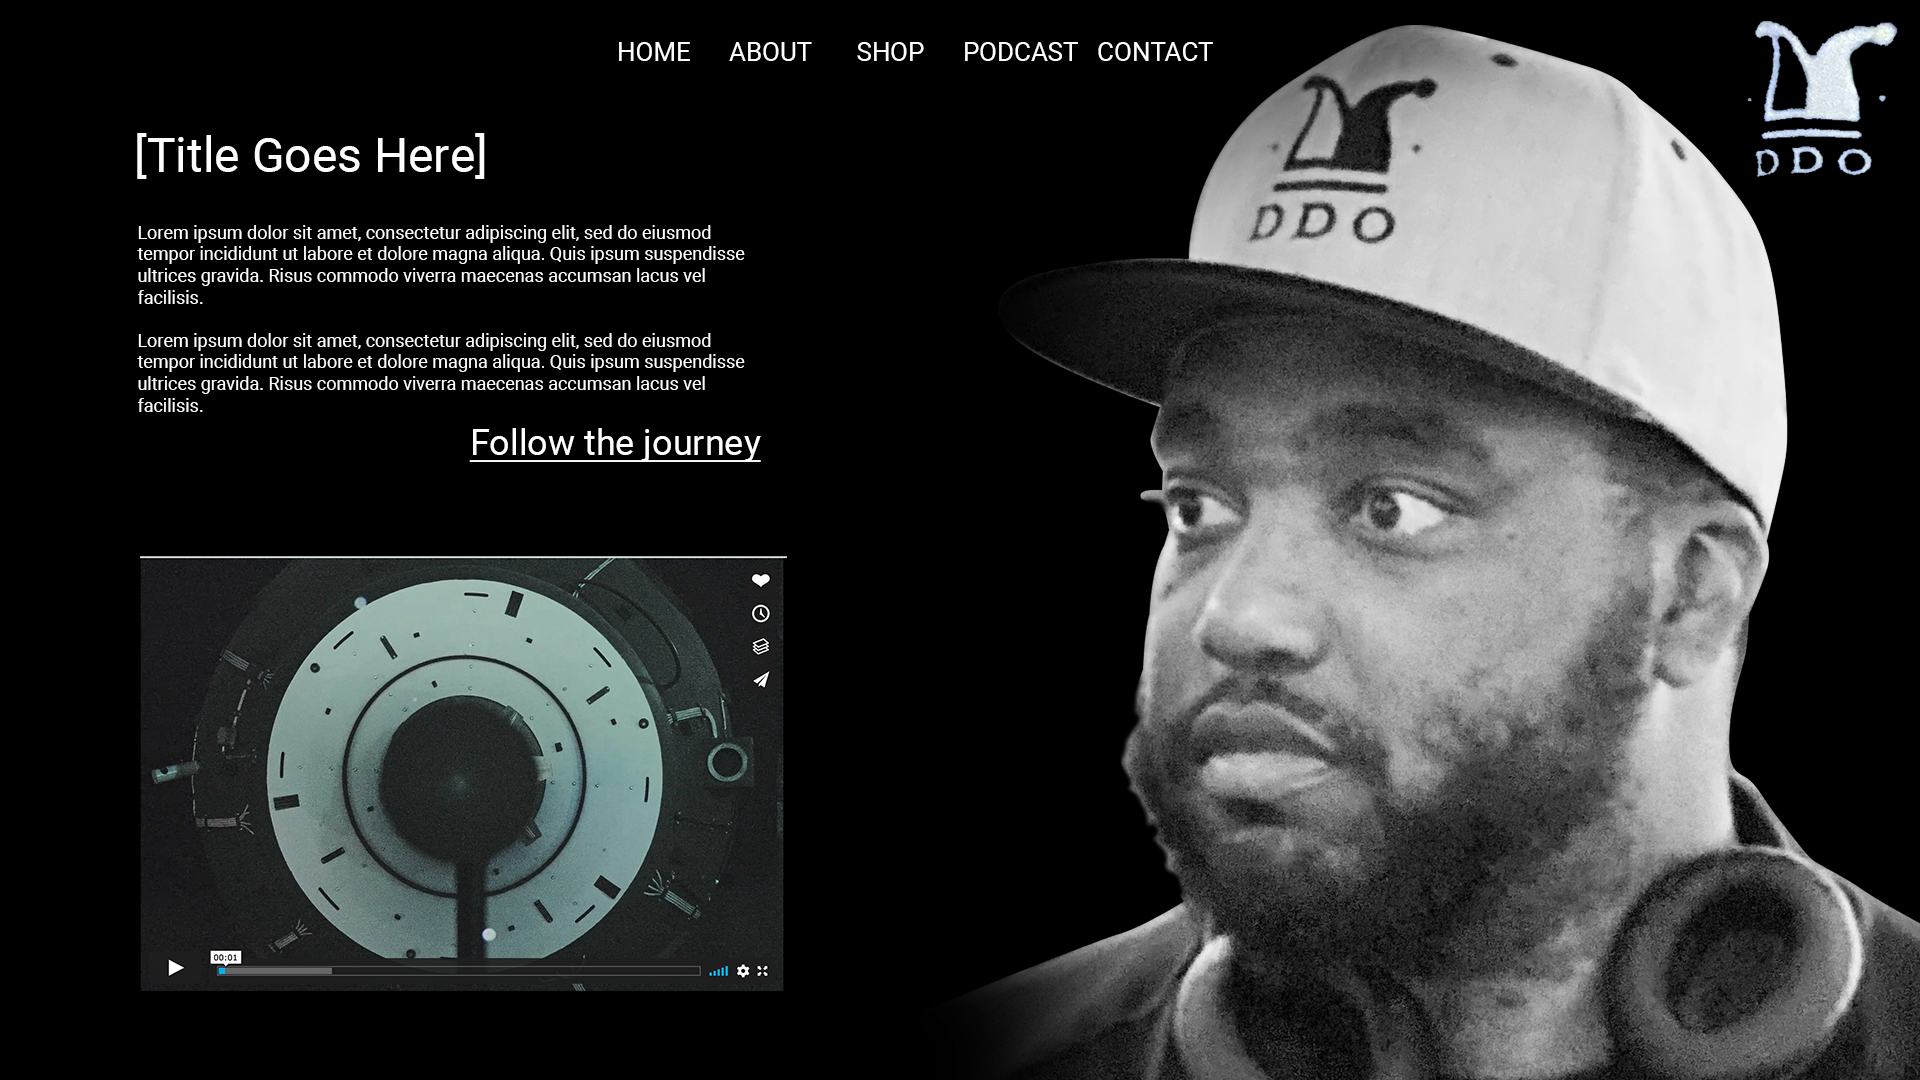 HOME ABOUT SHOP PODCAST CONTACT
DDO
DDO
[Title Goes Here]
Lorem ipsum dolor sit amet, consectetur adipiscing elit, sed do eiusmod
tempor incididunt ut labore et dolore magna aliqua. Quis ipsum suspendisse
ultrices gravida. Risus commodo viverra maecenas accumsan lacus vel
facilisis.
Lorem ipsum dolor sit amet, consectetur adipiscing elit, sed do eiusmod
tempor incididunt ut labore et dolore magna aliqua. Quis ipsum suspendisse
ultrices gravida. Risus commodo viverra maecenas accumsan lacus vel
facilisis.
Follow the journey
00:01